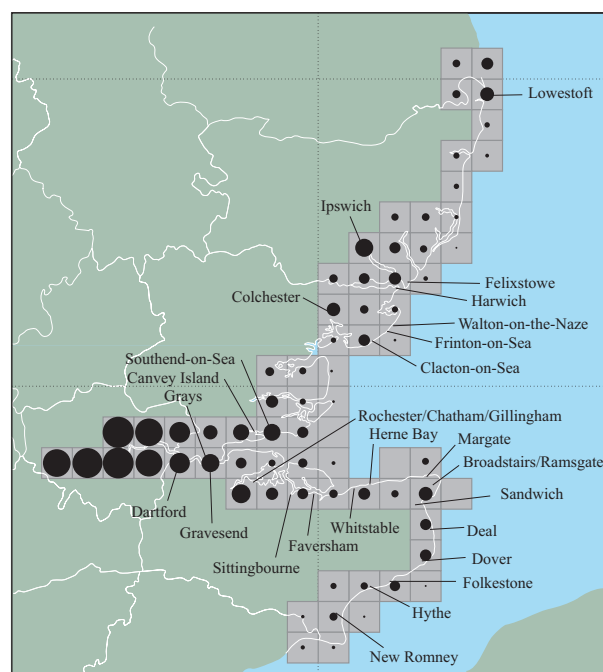 Lowestoft
Ipswich
Felixstowe
Harwich
Colchester
Walton-on-the-Naze
Frinton-on-Sea
Clacton-on-Sea
Southend-on-Sea
Canvey Island
Grays
Rochester/Chatham/Gillingham
Herne Bay
Margate
Broadstairs/Ramsgate
Sandwich
Dartford
Gravesend
Whitstable
Faversham
Sittingbourne
Deal
Dover
Folkestone
Hythe
New Romney